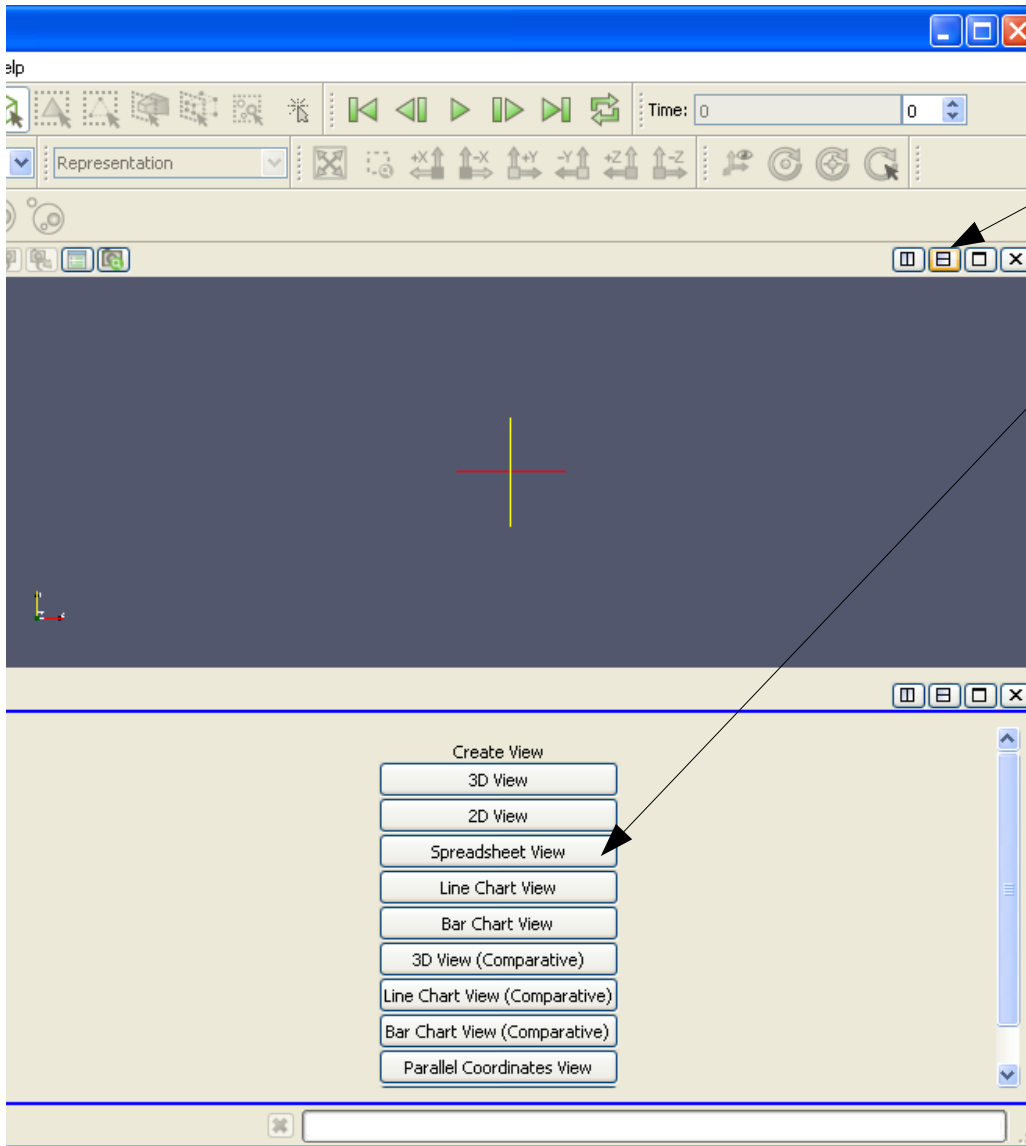 elp
Time: 0 0
Representation
+X -X +Y -Y +Z -Z
Create View
3D View
2D View
Spreadsheet View
Line Chart View
Bar Chart View
3D View (Comparative)
Line Chart View (Comparative)
Bar Chart View (Comparative)
Parallel Coordinates View